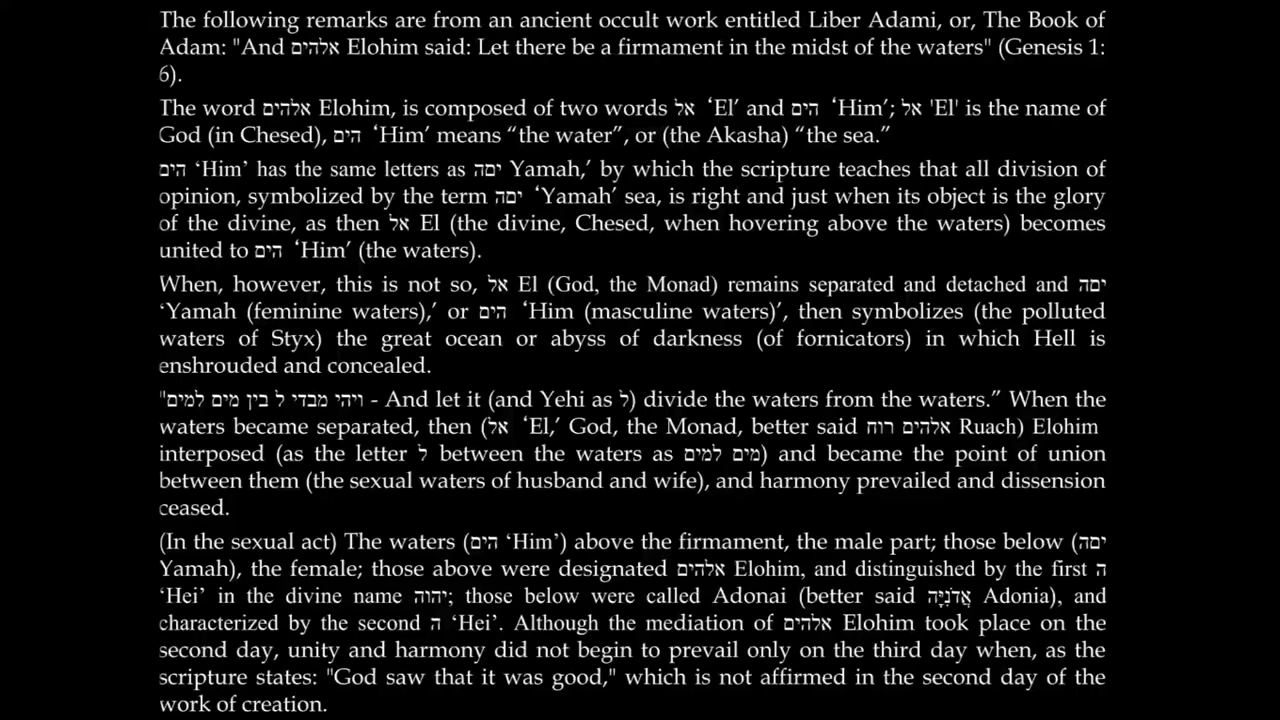 The following remarks are from an ancient occult work entitled Liber Adami, or, The Book of
Adam: "And אלהים Elohim said: Let there be a firmament in the midst of the waters" (Genesis 1:
6).
The word אלהים Elohim, is composed of two words אל ‘El’ and הים ‘Him’; אל 'El' is the name of
God (in Chesed), הים ‘Him’ means “the water”, or (the Akasha) “the sea.”
הים ‘Him’ has the same letters as ימה Yamah,’ by which the scripture teaches that all division of
opinion, symbolized by the term ימה ‘Yamah’ sea, is right and just when its object is the glory
of the divine, as then אל El (the divine, Chesed, when hovering above the waters) becomes
united to הים ‘Him’ (the waters).
When, however, this is not so, אל El (God, the Monad) remains separated and detached and יםה
‘Yamah (feminine waters),’ or הים ‘Him (masculine waters)’, then symbolizes (the polluted
waters of Styx) the great ocean or abyss of darkness (of fornicators) in which Hell is
enshrouded and concealed.
"ויהי מבדי ל בין מים למים - And let it (and Yehi as ל) divide the waters from the waters.” When the
waters became separated, then (אל ‘El,’ God, the Monad, better said אלהים רוח Ruach) Elohim
interposed (as the letter ל between the waters as מים למים) and became the point of union
between them (the sexual waters of husband and wife), and harmony prevailed and dissension
ceased.
(In the sexual act) The waters (הים ‘Him’) above the firmament, the male part; those below (יםה
Yamah), the female; those above were designated אלהים Elohim, and distinguished by the first ה
‘Hei’ in the divine name יהוה; those below were called Adonai (better said אֲדֹנִיָּה Adonia), and
characterized by the second ה ‘Hei’. Although the mediation of אלהים Elohim took place on the
second day, unity and harmony did not begin to prevail only on the third day when, as the
scripture states: "God saw that it was good," which is not affirmed in the second day of the
work of creation.